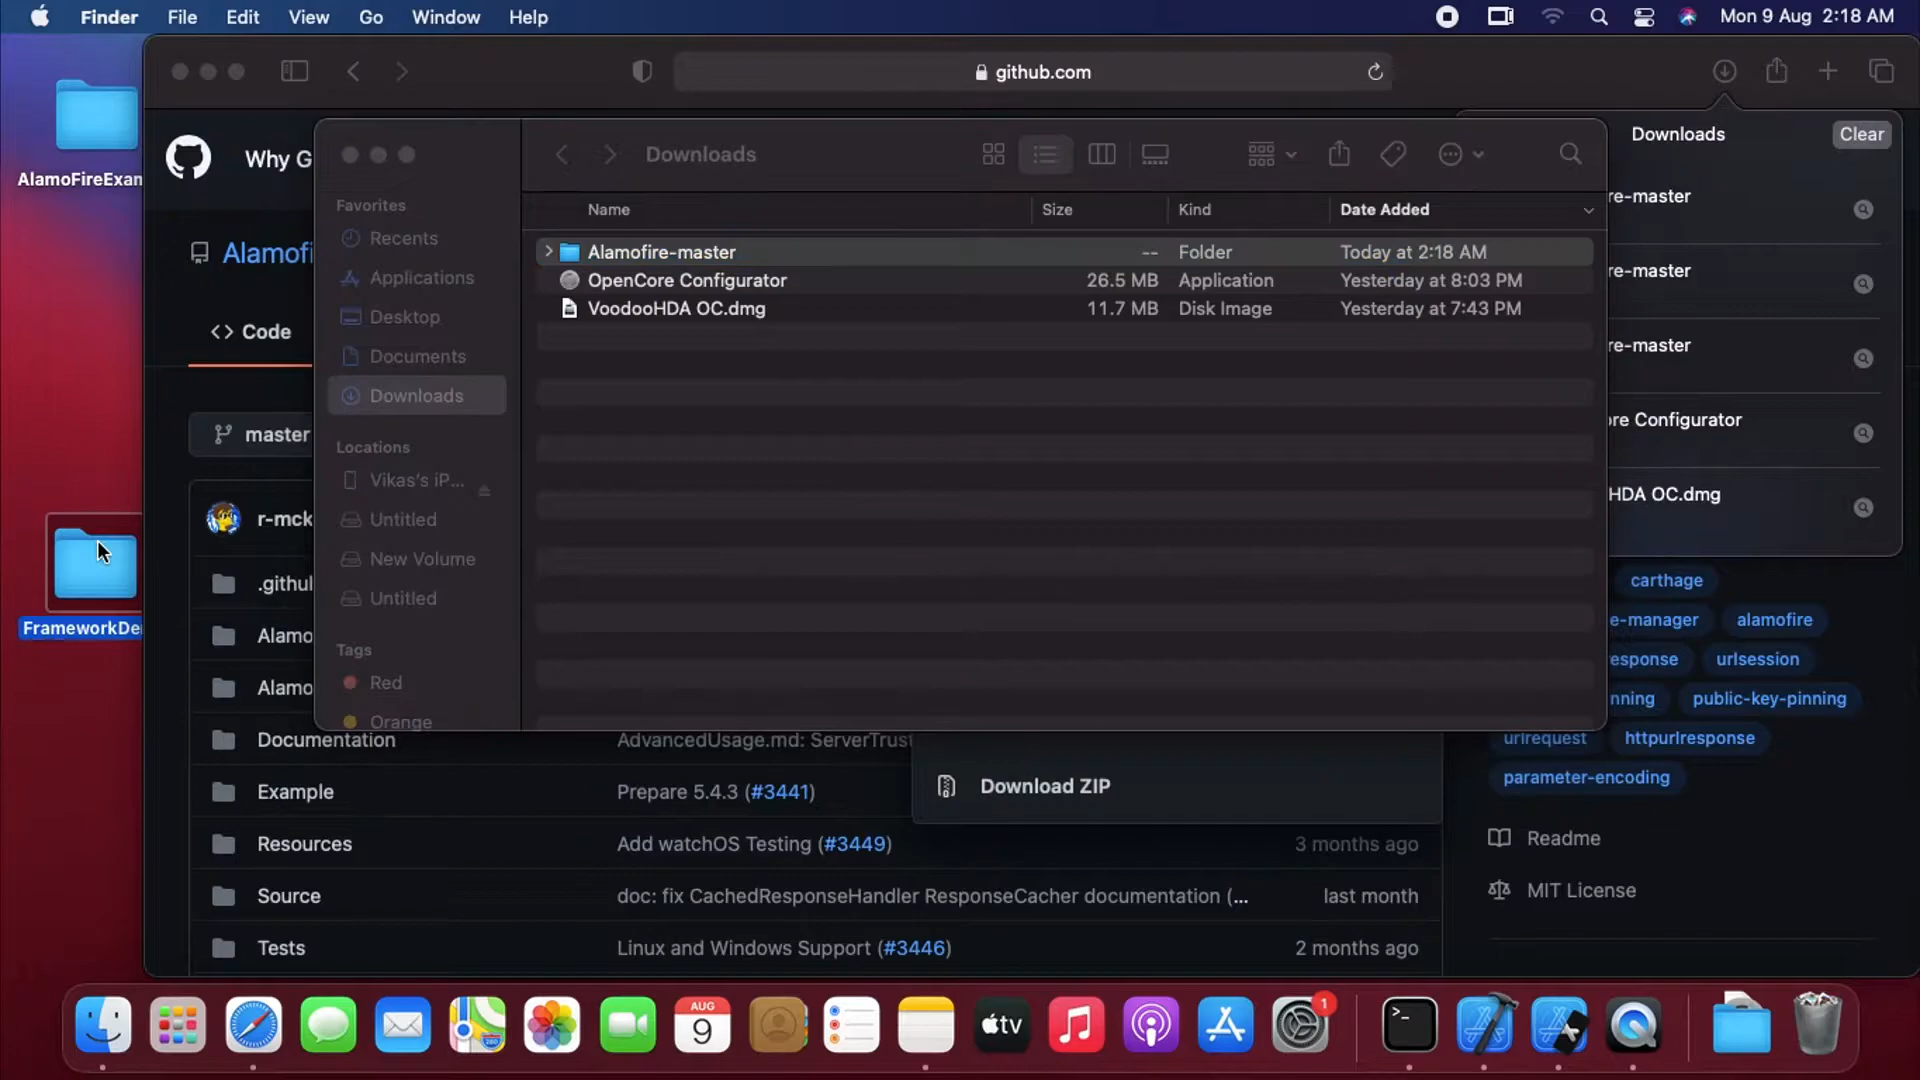 Finder File Edit View Go Window Help Mon 9 Aug 2:18 AM
github.com
AlamoFireExam
Why G
Downloads
Downloads Clear
Favorites
Recents
Applications
Desktop
Documents
Downloads
Locations
Vikas's iP...
Untitled
New Volume
Untitled
Tags
Red
Orange
Name Size Kind Date Added
Alamofire-master -- Folder Today at 2:18 AM
OpenCore Configurator 26.5 MB Application Yesterday at 8:03 PM
VoodooHDA OC.dmg 11.7 MB Disk Image Yesterday at 7:43 PM
re-master
re-master
re-master
re Configurator
HDA OC.dmg
Alamofi
Code
master
r-mck
.githul
Alamo
Alamo
FrameworkDe
Documentation AdvancedUsage.md: ServerTrust
Example Prepare 5.4.3 (#3441)
Resources Add watchOS Testing (#3449) 3 months ago
Source doc: fix CachedResponseHandler ResponseCacher documentation (... last month
Tests Linux and Windows Support (#3446) 2 months ago
Download ZIP
carthage
e-manager alamofire
esponse urlsession
nning public-key-pinning
urlrequest httpurlresponse
parameter-encoding
Readme
MIT License
AUG
9
tv
1
>_